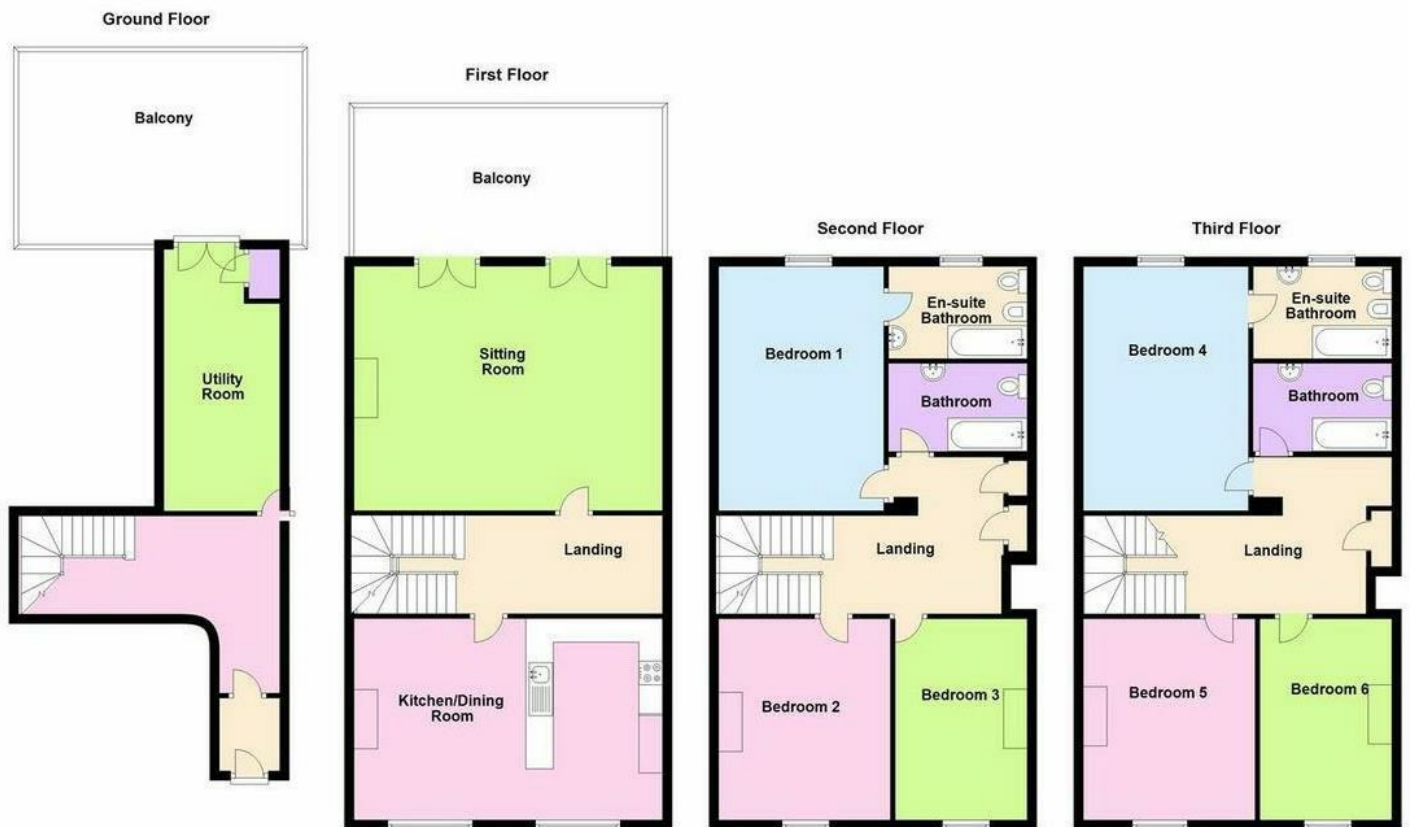 Ground Floor
Balcony
Utility
Room
First Floor
Balcony
Sitting
Room
Landing
Kitchen/Dining
Room
Second Floor
Bedroom 1
En-suite
Bathroom
Bathroom
Landing
Bedroom 2
Bedroom 3
Third Floor
Bedroom 4
En-suite
Bathroom
Bathroom
Landing
Bedroom 5
Bedroom 6